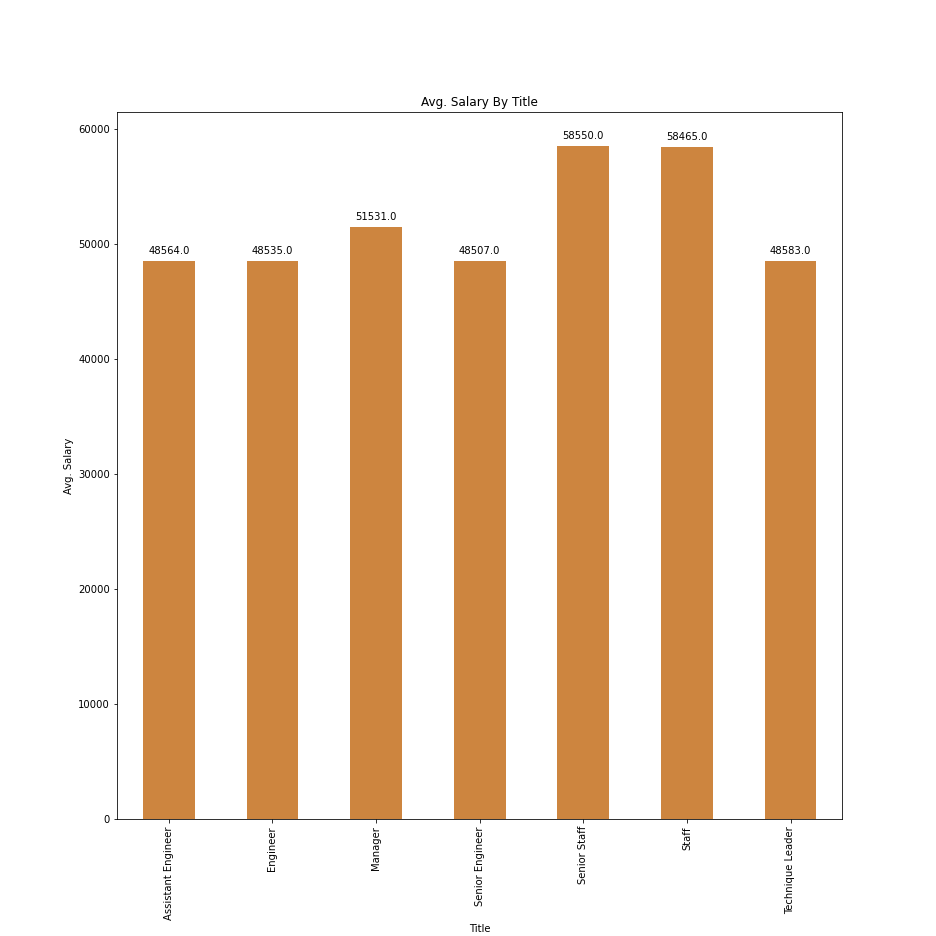 Avg. Salary By Title
60000
50000
40000
30000
20000
10000
0
Avg. Salary
48564.0
48535.0
51531.0
48507.0
58550.0
58465.0
48583.0
Assistant Engineer
Engineer
Manager
Senior Engineer
Senior Staff
Staff
Technique Leader
Title